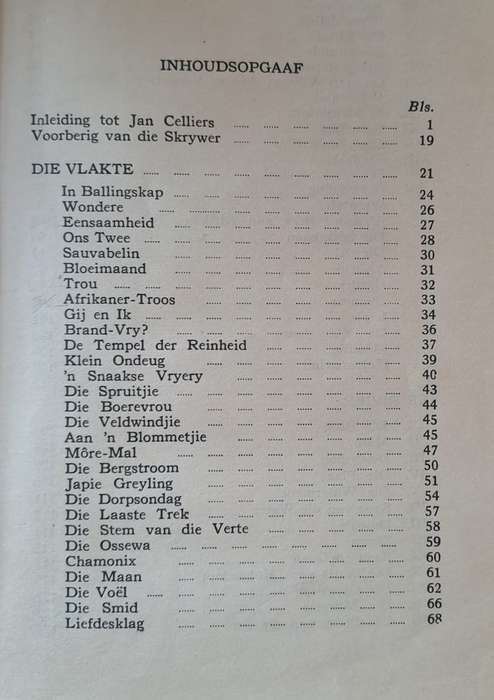 INHOUDSOPGAAF
Bls.
Inleiding tot Jan Celliers ...... ...... ...... ...... ...... ...... 1
Voorberig van die Skrywer ...... ...... ...... ...... ...... ...... 19
DIE VLAKTE ...... ...... ...... ...... ...... ...... ...... ...... ...... 21
In Ballingskap ...... ...... ...... ...... ...... ...... ...... ...... 24
Wondere ...... ............... ...... ...... ...... ...... ...... 26
Eensaamheid ...... ...... ...... ...... ...... ...... ...... ...... 27
Ons Twee ...... ...... ...... ...... ...... ...... ...... ...... ...... 28
Sauvabelin ...... ...... ...... ...... ...... ...... ...... ...... 30
Bloeimaand ...... ...... ...... ...... ...... ...... ...... ...... 31
Trou ...... ...... ...... ...... ...... ...... ...... ...... ...... ...... ...... 32
Afrikaner-Troos ...... ...... ...... ...... ...... ...... ...... 33
Gij en Ik ...... ...... ...... ...... ...... ...... ...... ...... ...... 34
Brand-Vry? ...... ...... ...... ...... ...... ...... ...... ...... 36
De Tempel der Reinheid ...... ...... ...... ...... ...... 37
Klein Ondeug ...... ...... ...... ...... ...... ...... ...... 39
'n Snaakse Vryery ...... ...... ...... ...... ...... ...... 40
Die Spruitjie ...... ...... ...... ...... ...... ...... ...... ...... 43
Die Boerevrou ...... ...... ...... ...... ...... ...... ...... 44
Die Veldwindjie ...... ...... ...... ...... ...... ...... ...... 45
Aan 'n Blommetjie ...... ...... ...... ...... ...... ...... 45
Môre-Mal ...... ...... ...... ...... ...... ...... ...... ...... 47
Die Bergstroom ...... ...... ...... ...... ...... ...... ...... 50
Japie Greyling ...... ...... ...... ...... ...... ...... ...... 51
Die Dorpsondag ...... ...... ...... ...... ...... ...... ...... 54
Die Laaste Trek ...... ...... ...... ...... ...... ...... ...... 57
Die Stem van die Verte ...... ...... ...... ...... ...... 58
Die Ossewa ...... ...... ...... ...... ...... ...... ...... ...... 59
Chamonix ...... ...... ...... ...... ...... ...... ...... ...... 60
Die Maan ...... ...... ...... ...... ...... ...... ...... ...... 61
Die Voël ...... ...... ...... ...... ...... ...... ...... ...... ...... 62
Die Smid ...... ...... ...... ...... ...... ...... ...... ...... 66
Liefdesklag ...... ...... ...... ...... ...... ...... ...... ...... 68